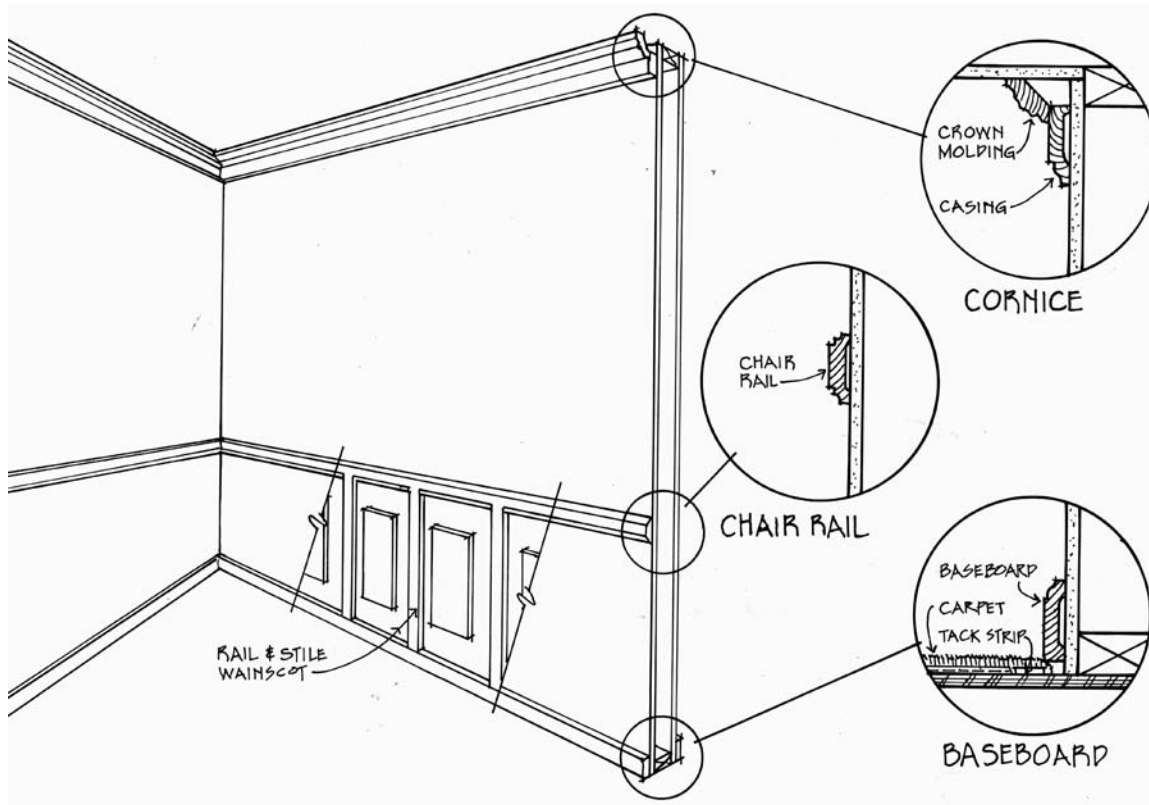 CROWN
MOLDING
CASING
CORNICE
CHAIR
RAIL
CHAIR RAIL
BASEBOARD
CARPET
TACK STRIP
BASEBOARD
RAIL & STILE
WAINSCOT